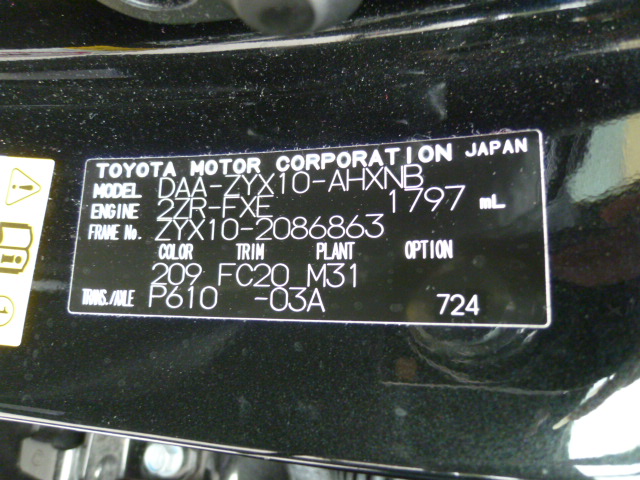 TOYOTA MOTOR CORPORATION JAPAN
MODEL DAA-ZYX10-AHXNB
ENGINE 2ZR-FXE 1797 mL
FRAME No. ZYX10-2086863
COLOR TRIM PLANT OPTION
209 FC20 M31
TRANS./AXLE P610 -03A 724
1